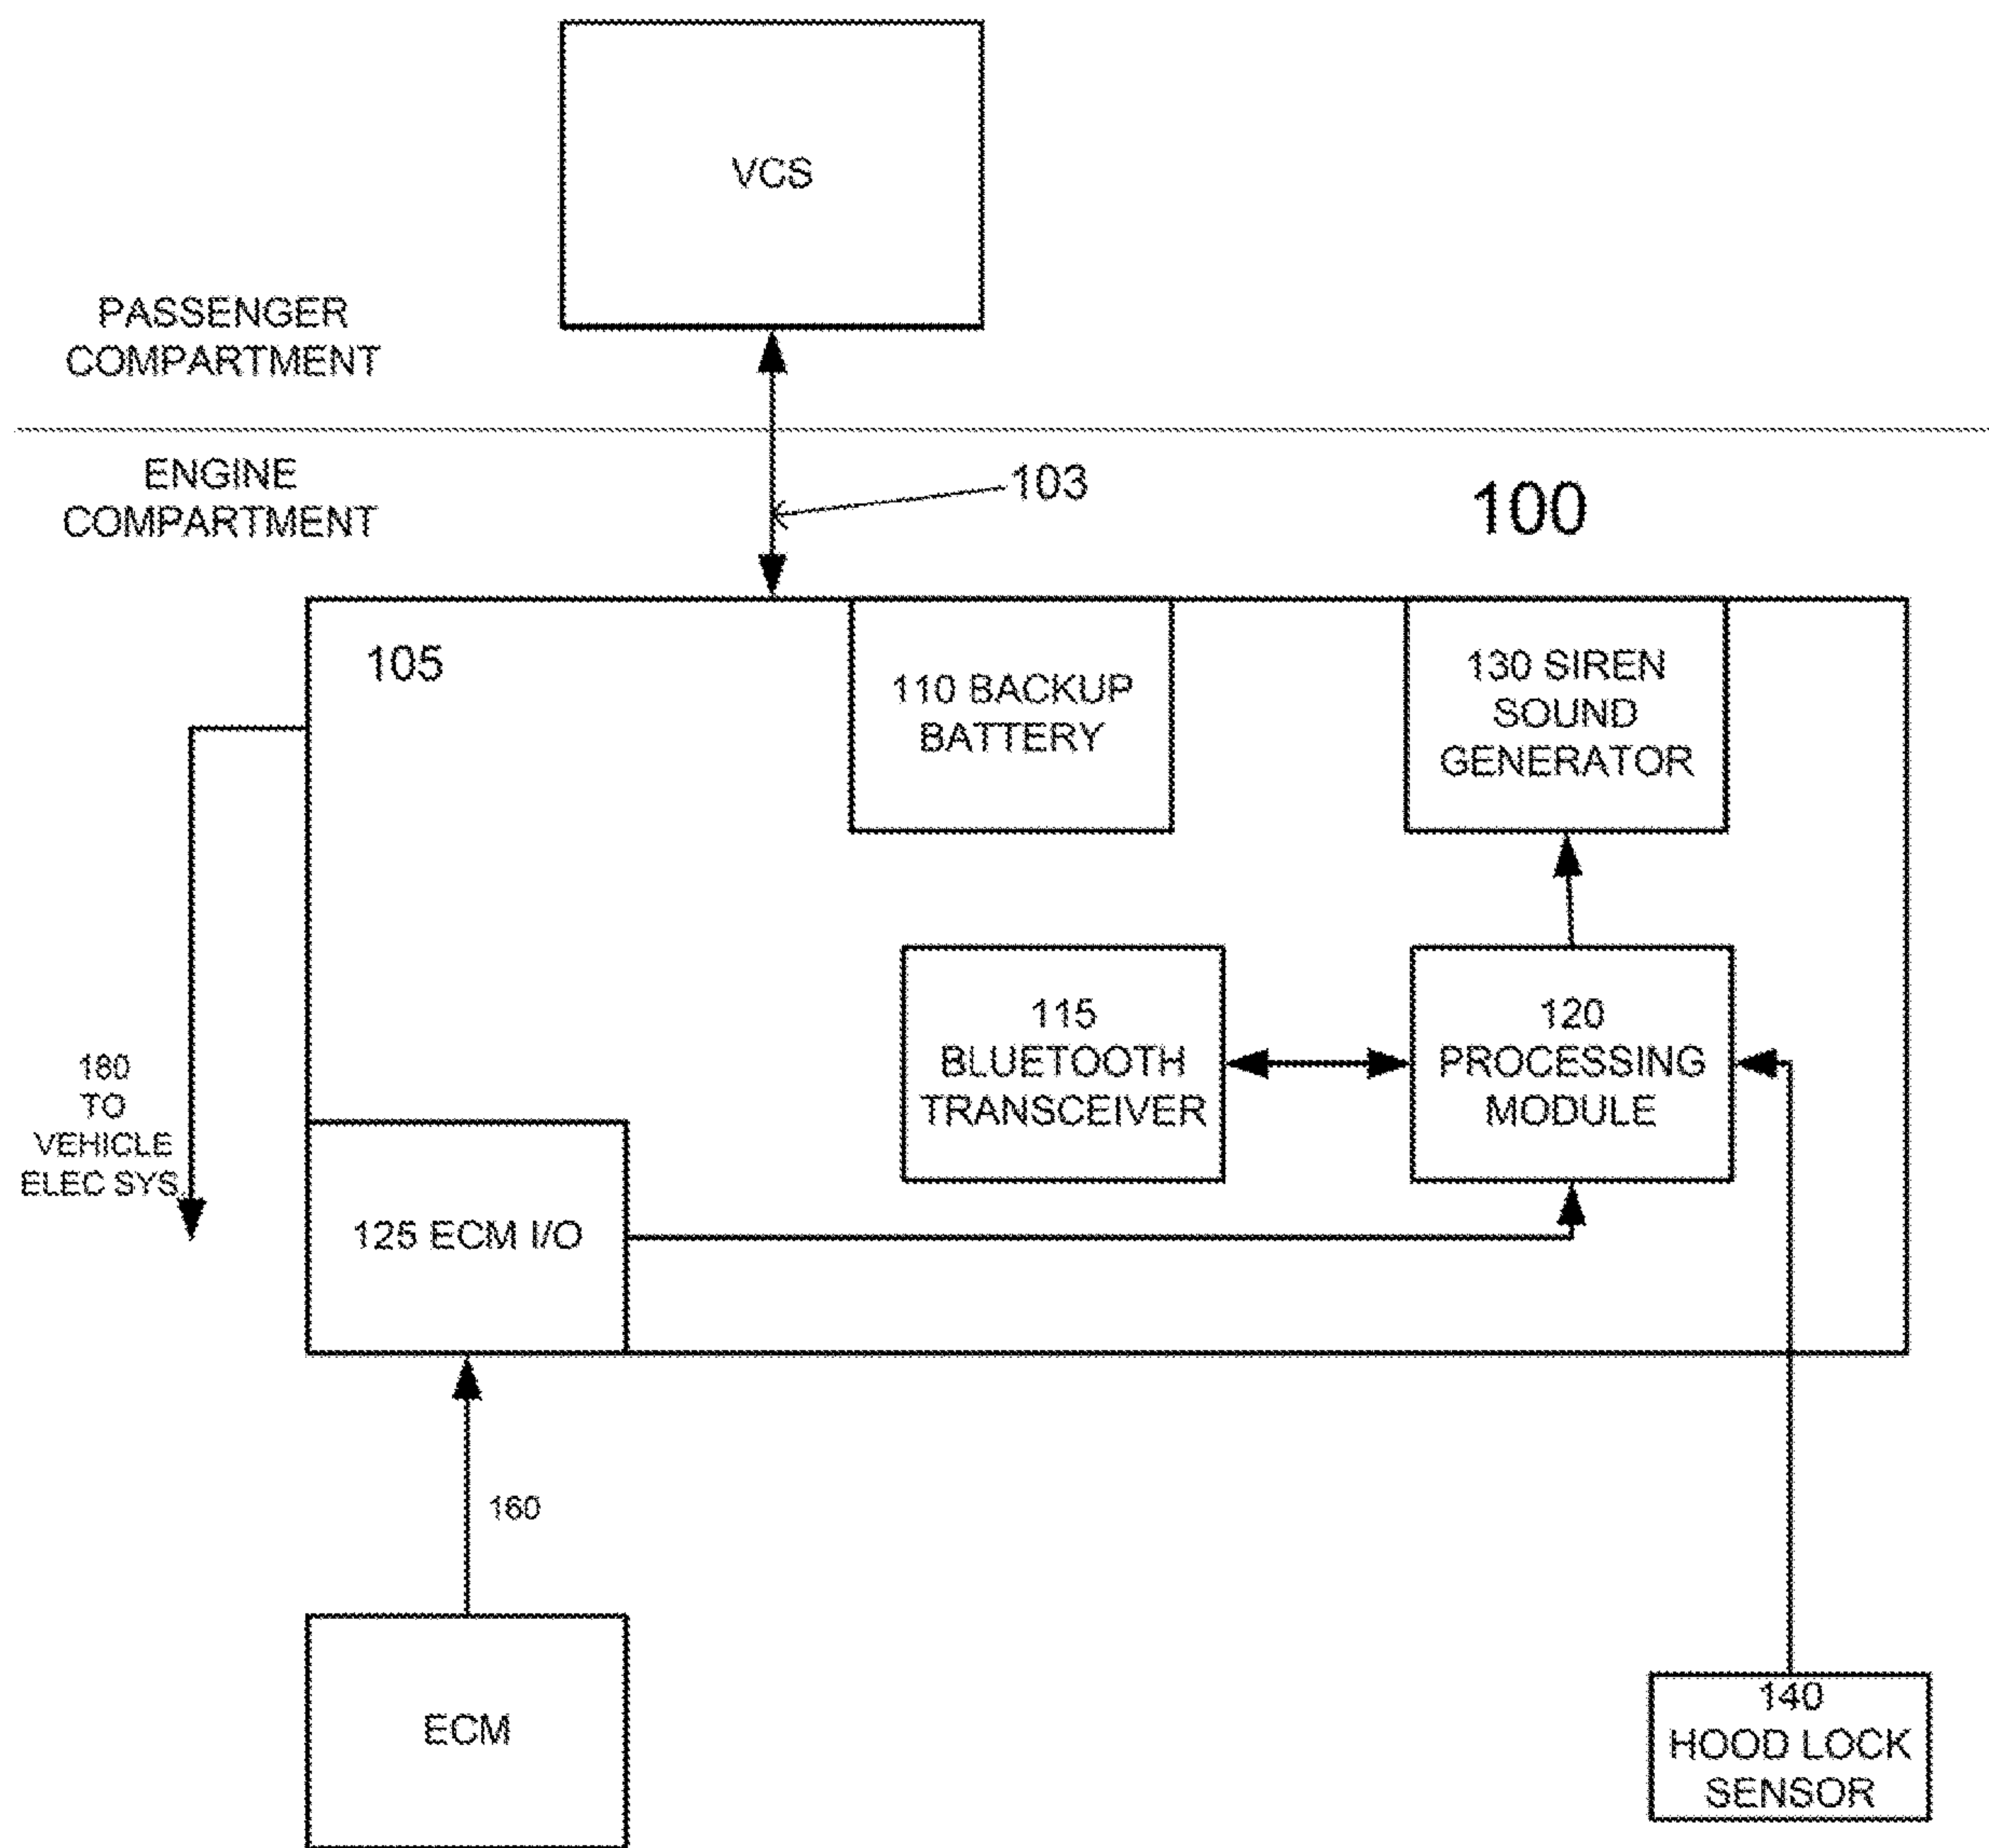 VCS
PASSENGER
COMPARTMENT
ENGINE
COMPARTMENT
103
100
105
110 BACKUP
BATTERY
130 SIREN
SOUND
GENERATOR
115
BLUETOOTH
TRANSCEIVER
120
PROCESSING
MODULE
180
TO
VEHICLE
ELEC SYS
125 ECM I/O
160
ECM
140
HOOD LOCK
SENSOR